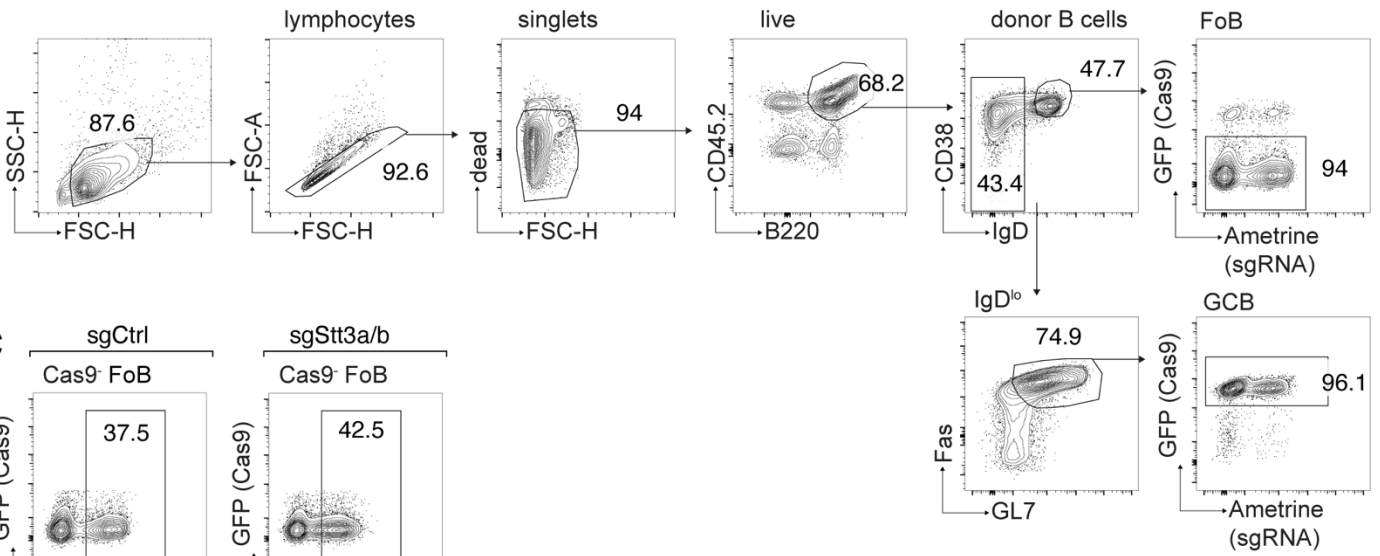 lymphocytes
singlets
live
donor B cells
FoB
SSC-H
87.6
FSC-H
FSC-A
92.6
FSC-H
dead
94
FSC-H
CD45.2
68.2
B220
CD38
47.7
43.4
IgD
GFP (Cas9)
94
Ametrine
(sgRNA)
IgDlo
GCB
Fas
74.9
GL7
GFP (Cas9)
96.1
Ametrine
(sgRNA)
sgCtrl
sgStt3a/b
Cas9- FoB
Cas9- FoB
GFP (Cas9)
37.5
GFP (Cas9)
42.5